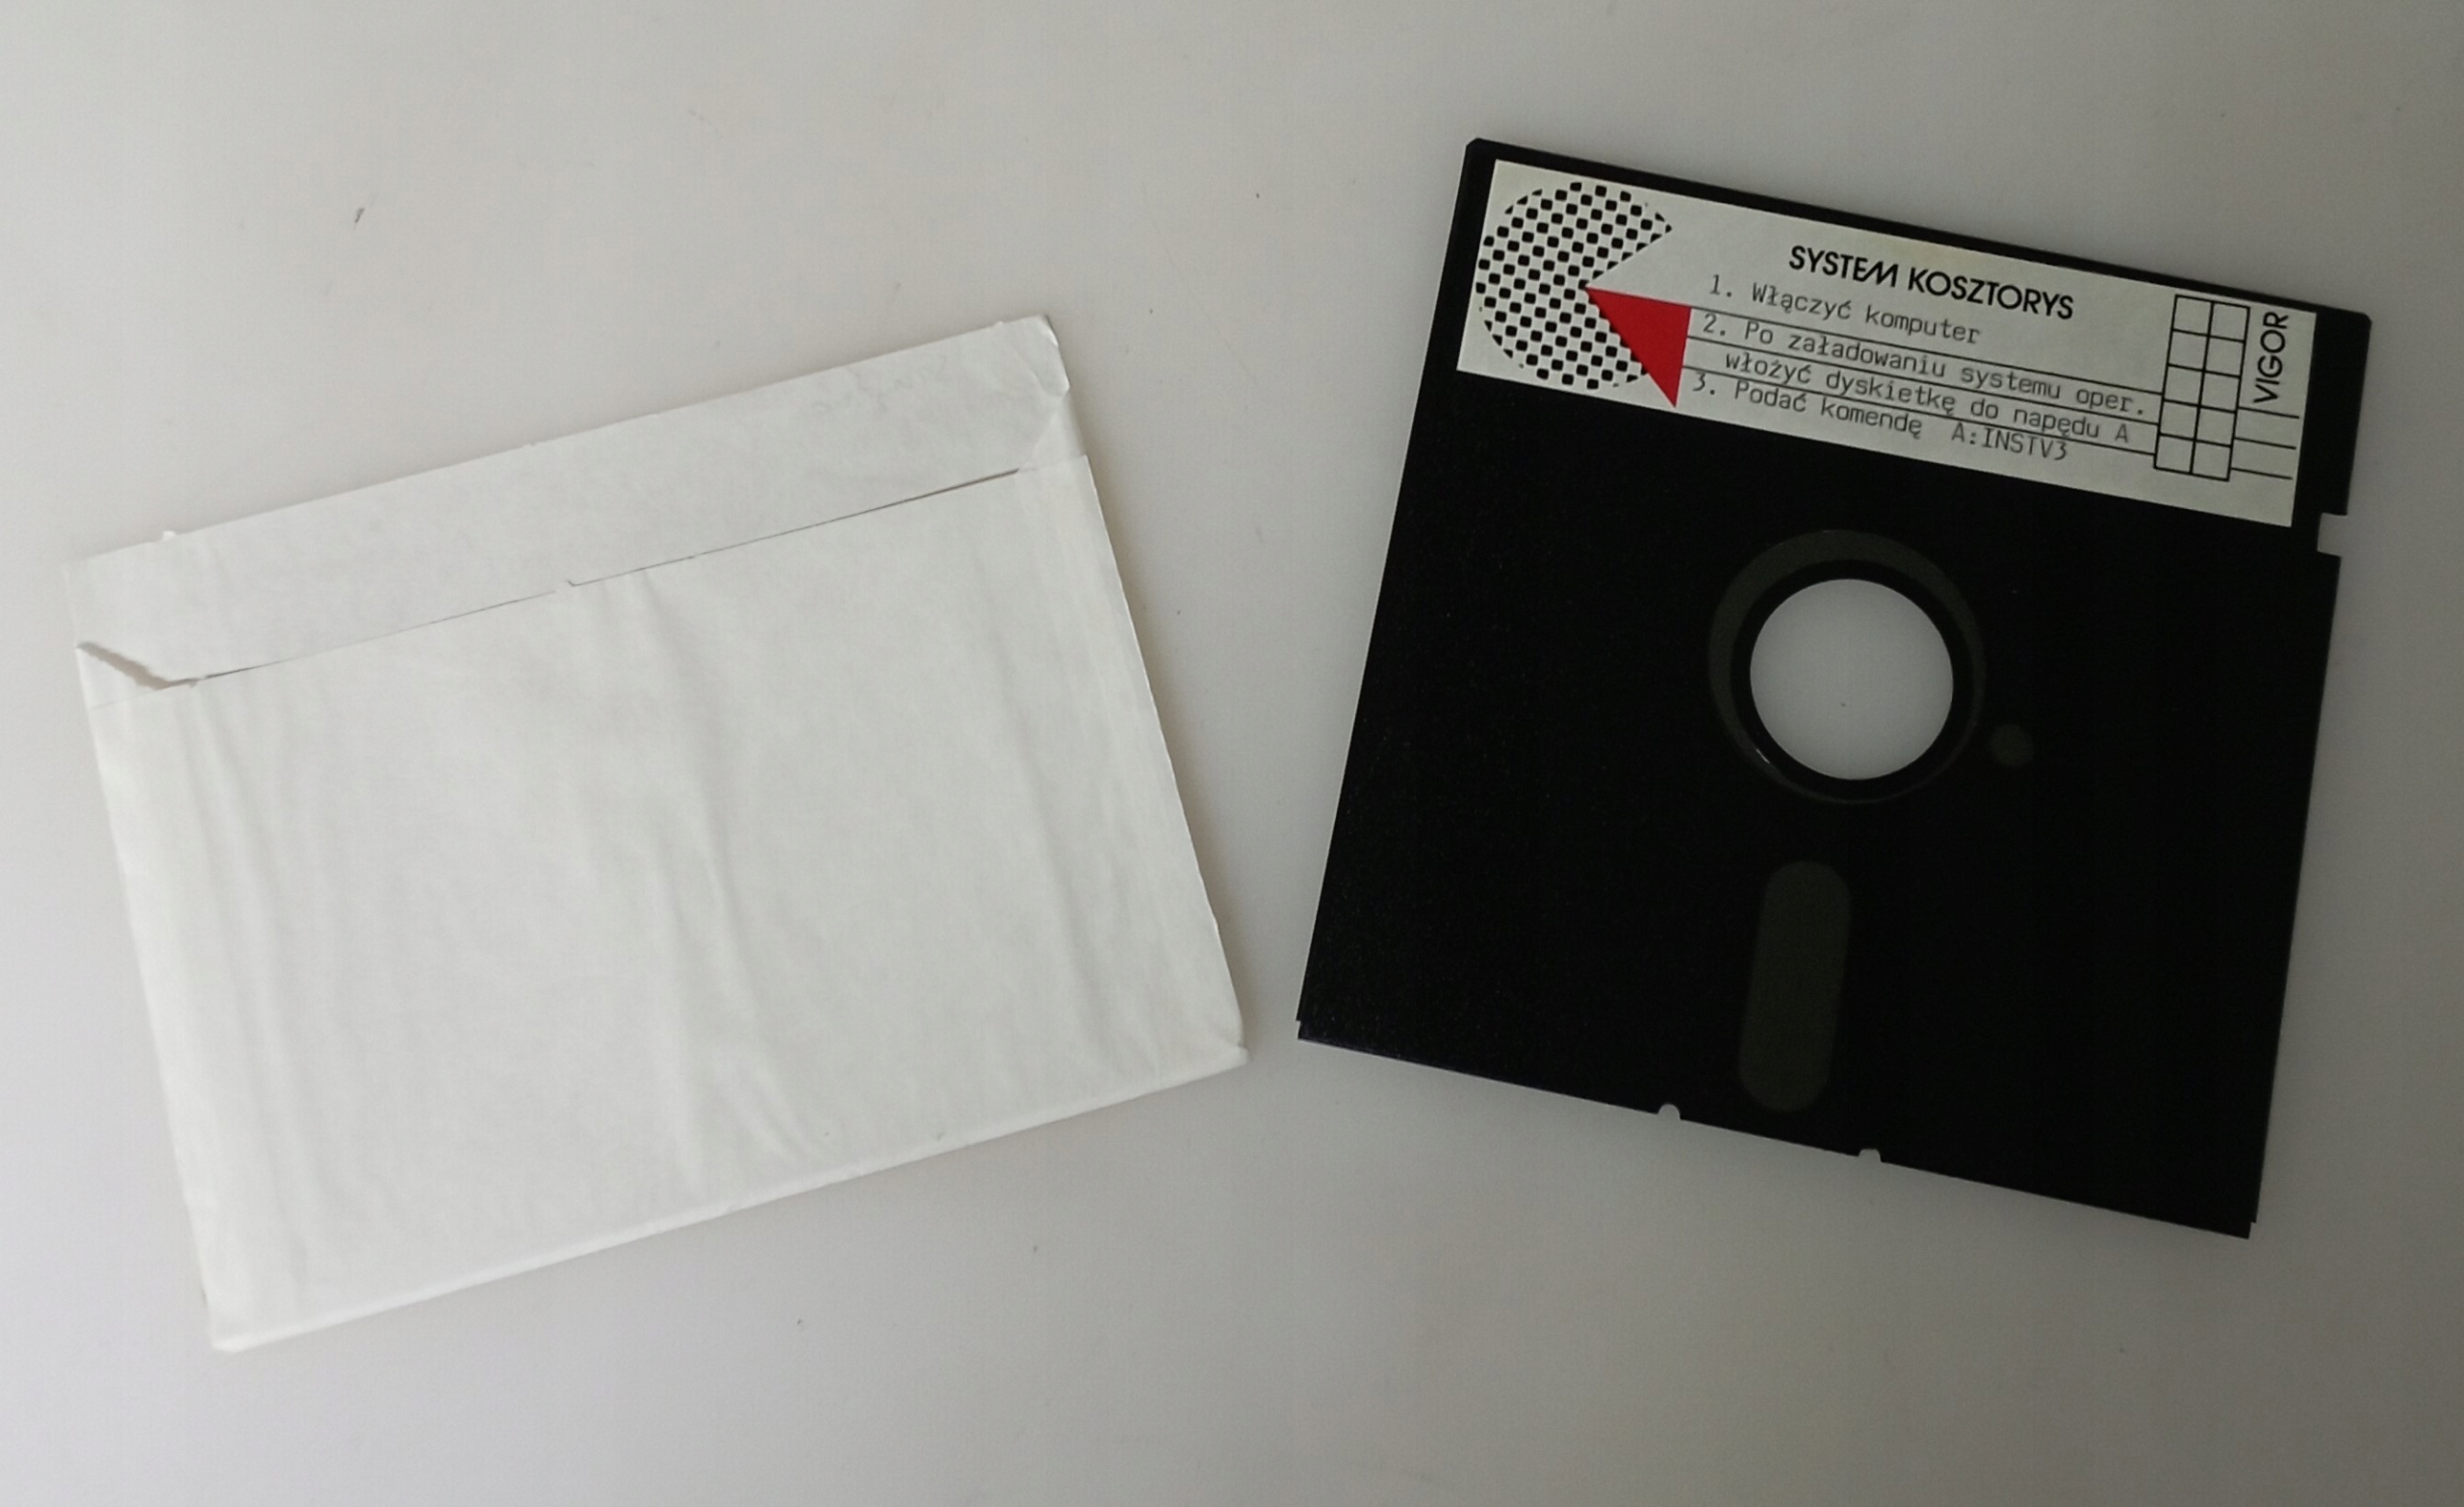 SYSTEM KOSZTORYS
1. Włączyć komputer
2. Po załadowaniu systemu oper.
włożyć dyskietkę do napędu A
3. Podać komendę A:INSTV3
VIGOR